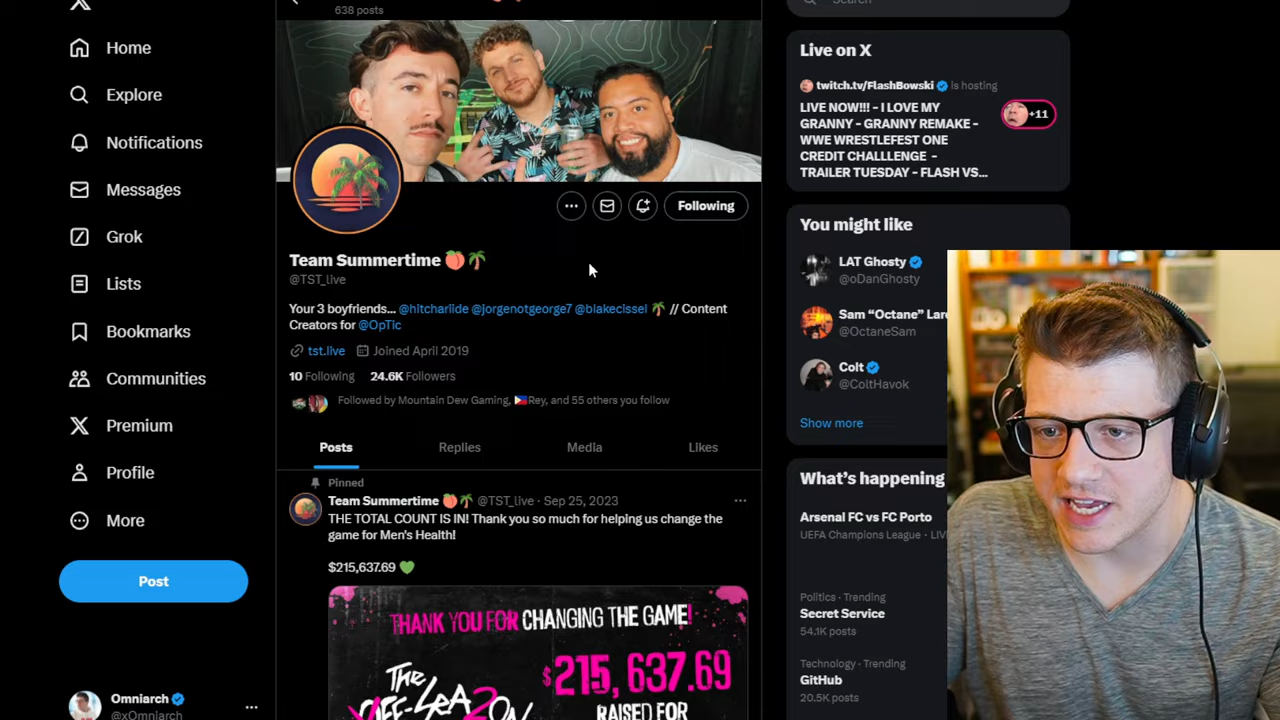 638 posts
Home
Explore
Notifications
Messages
Grok
Lists
Bookmarks
Communities
Premium
Profile
More
Post
Omniarch
@xOmniarch
Following
Team Summertime 🍑🌴
@TST_live
Your 3 boyfriends... @hitcharlide @jorgenotgeorge7 @blakecissel 🌴 // Content
Creators for @OpTic
tst.live Joined April 2019
10 Following 24.6K Followers
Followed by Mountain Dew Gaming, 🇵🇭Rey, and 55 others you follow
Posts Replies Media Likes
Pinned
Team Summertime 🍑🌴 @TST_live · Sep 25, 2023
THE TOTAL COUNT IS IN! Thank you so much for helping us change the
game for Men's Health!
$215,637.69 💚
THANK YOU FOR CHANGING THE GAME!
THE
$215,637.69
RAISED FOR
Search
Live on X
twitch.tv/FlashBowski is hosting
LIVE NOW!!! - I LOVE MY
GRANNY - GRANNY REMAKE -
WWE WRESTLEFEST ONE
CREDIT CHALLLENGE -
TRAILER TUESDAY - FLASH VS...
+11
You might like
LAT Ghosty
@oDanGhosty
Sam “Octane” Lar
@OctaneSam
Colt
@ColtHavok
Show more
What’s happening
Arsenal FC vs FC Porto
UEFA Champions League · LIV
Politics · Trending
Secret Service
54.1K posts
Technology · Trending
GitHub
20.5K posts